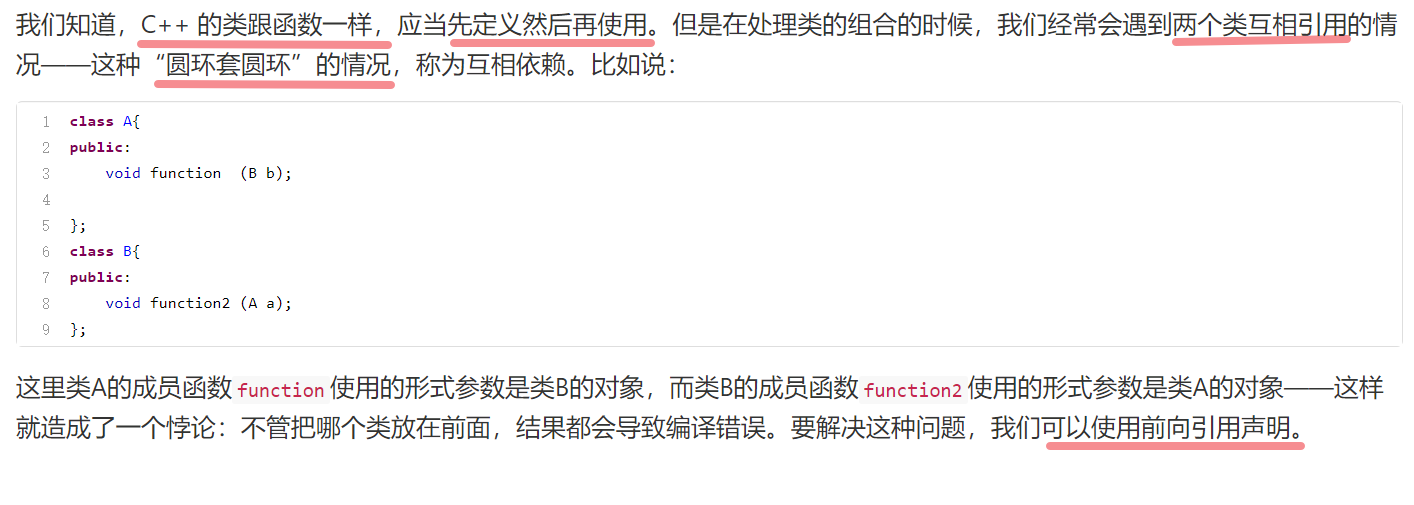 我们知道，C++ 的类跟函数一样，应当先定义然后再使用。但是在处理类的组合的时候，我们经常会遇到两个类互相引用的情
况——这种“圆环套圆环”的情况，称为互相依赖。比如说：
1 class A{
2 public:
3     void function  (B b);
4
5 };
6 class B{
7 public:
8     void function2 (A a);
9 };
这里类A的成员函数 function 使用的形式参数是类B的对象，而类B的成员函数 function2 使用的形式参数是类A的对象——这样
就造成了一个悖论：不管把哪个类放在前面，结果都会导致编译错误。要解决这种问题，我们可以使用前向引用声明。